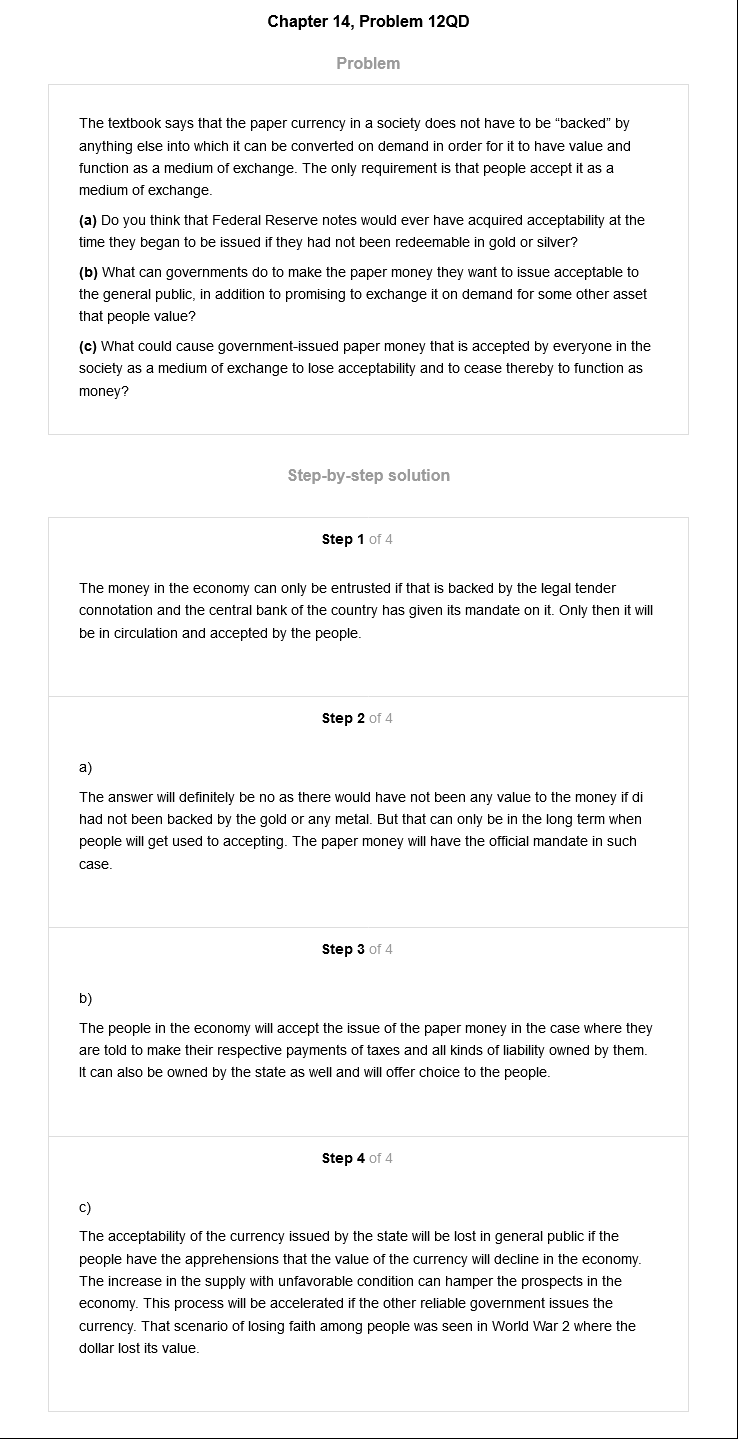 Chapter 14, Problem 12QD
Problem
The textbook says that the paper currency in a society does not have to be “backed” by
anything else into which it can be converted on demand in order for it to have value and
function as a medium of exchange. The only requirement is that people accept it as a
medium of exchange.
(a) Do you think that Federal Reserve notes would ever have acquired acceptability at the
time they began to be issued if they had not been redeemable in gold or silver?
(b) What can governments do to make the paper money they want to issue acceptable to
the general public, in addition to promising to exchange it on demand for some other asset
that people value?
(c) What could cause government-issued paper money that is accepted by everyone in the
society as a medium of exchange to lose acceptability and to cease thereby to function as
money?
Step-by-step solution
Step 1 of 4
The money in the economy can only be entrusted if that is backed by the legal tender
connotation and the central bank of the country has given its mandate on it. Only then it will
be in circulation and accepted by the people.
Step 2 of 4
a)
The answer will definitely be no as there would have not been any value to the money if di
had not been backed by the gold or any metal. But that can only be in the long term when
people will get used to accepting. The paper money will have the official mandate in such
case.
Step 3 of 4
b)
The people in the economy will accept the issue of the paper money in the case where they
are told to make their respective payments of taxes and all kinds of liability owned by them.
It can also be owned by the state as well and will offer choice to the people.
Step 4 of 4
c)
The acceptability of the currency issued by the state will be lost in general public if the
people have the apprehensions that the value of the currency will decline in the economy.
The increase in the supply with unfavorable condition can hamper the prospects in the
economy. This process will be accelerated if the other reliable government issues the
currency. That scenario of losing faith among people was seen in World War 2 where the
dollar lost its value.